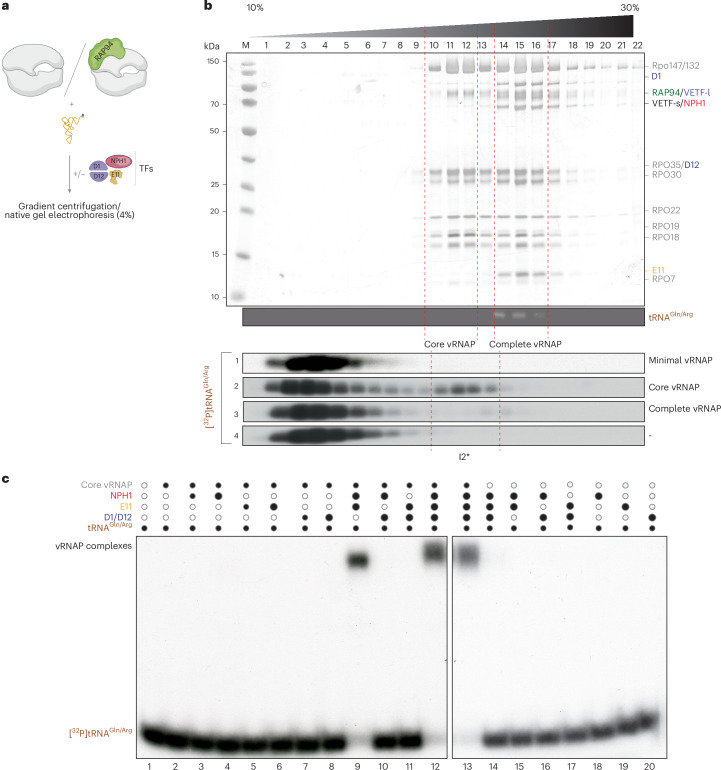 a
RAP94
+
+/–
D1
D12
NPH1
E11
TFs
Gradient centrifugation/
native gel electrophoresis (4%)
b
10% 30%
M 1 2 3 4 5 6 7 8 9 10 11 12 13 14 15 16 17 18 19 20 21 22
kDa
150
100
70
50
25
20
15
10
Rpo147/132
D1
RAP94/VETF-l
VETF-s/NPH1
RPO35/D12
RPO30
RPO22
RPO19
RPO18
E11
RPO7
tRNAGln/Arg
Core vRNAP Complete vRNAP
[32P]tRNAGln/Arg
1 Minimal vRNAP
2 Core vRNAP
3 Complete vRNAP
4 -
I2*
c
Core vRNAP
NPH1
E11
D1/D12
tRNAGln/Arg
vRNAP complexes
[32P]tRNAGln/Arg
1 2 3 4 5 6 7 8 9 10 11 12 13 14 15 16 17 18 19 20